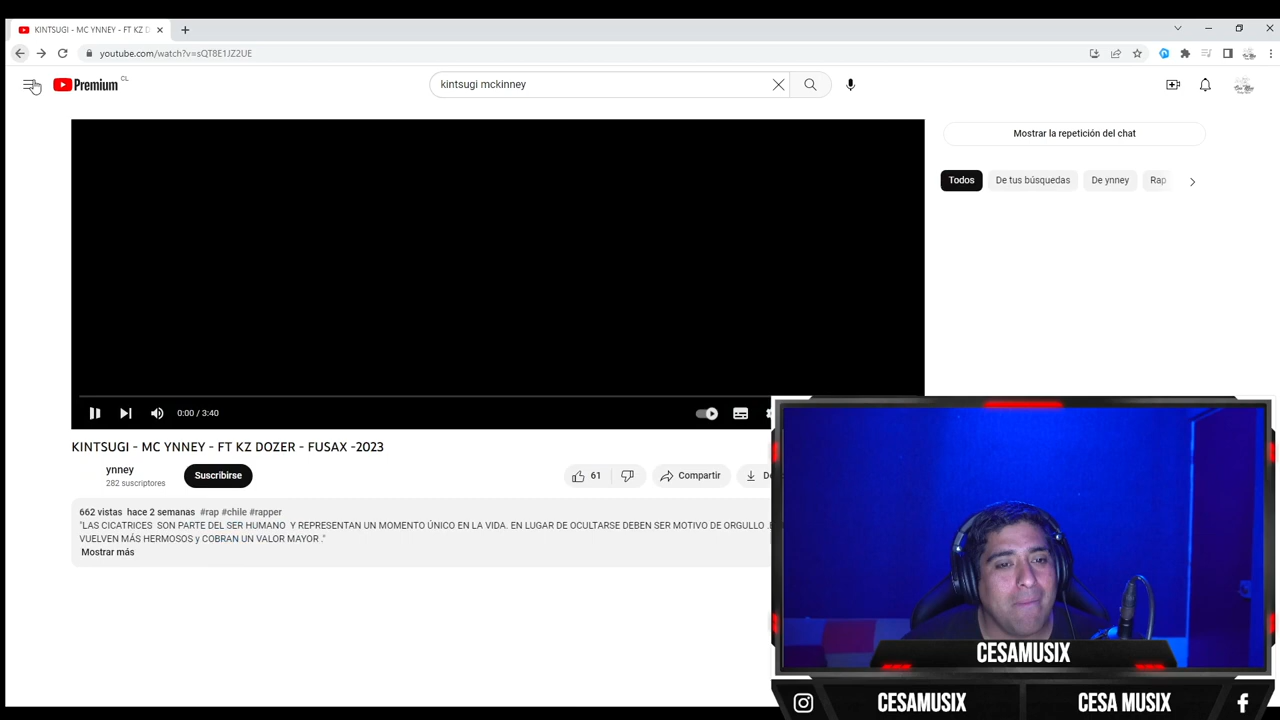 KINTSUGI - MC YNNEY - FT KZ D
youtube.com/watch?v=sQT8E1JZ2UE
Premium CL
kintsugi mckinney
Mostrar la repetición del chat
Todos De tus búsquedas De ynney Rap
0:00 / 3:40
KINTSUGI - MC YNNEY - FT KZ DOZER - FUSAX -2023
ynney
282 suscriptores
Suscribirse
61
Compartir
De
662 vistas hace 2 semanas #rap #chile #rapper
"LAS CICATRICES SON PARTE DEL SER HUMANO Y REPRESENTAN UN MOMENTO ÚNICO EN LA VIDA. EN LUGAR DE OCULTARSE DEBEN SER MOTIVO DE ORGULLO .E
VUELVEN MÁS HERMOSOS y COBRAN UN VALOR MAYOR ."
Mostrar más
CESAMUSIX
CESAMUSIX CESA MUSIX